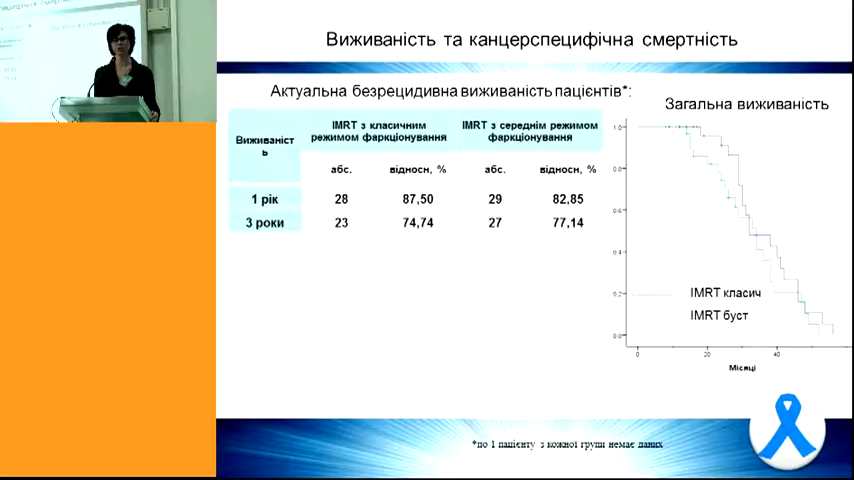 Виживаність та канцерспецифічна смертність
Актуальна безрецидивна виживаність пацієнтів*:
Загальна виживаність
Виживаніст
ь
IMRT з класичним
режимом фаркціонування
IMRT з середнім режимом
фаркціонування
абс.
відносн, %
абс.
відносн, %
1 рік
28
87,50
29
82,85
3 роки
23
74,74
27
77,14
1.0
0.8
0.6
0.4
0.2
0.0
IMRT класич
IMRT буст
0
20
40
Місяці
*по 1 пацієнту з кожної групи немає даних